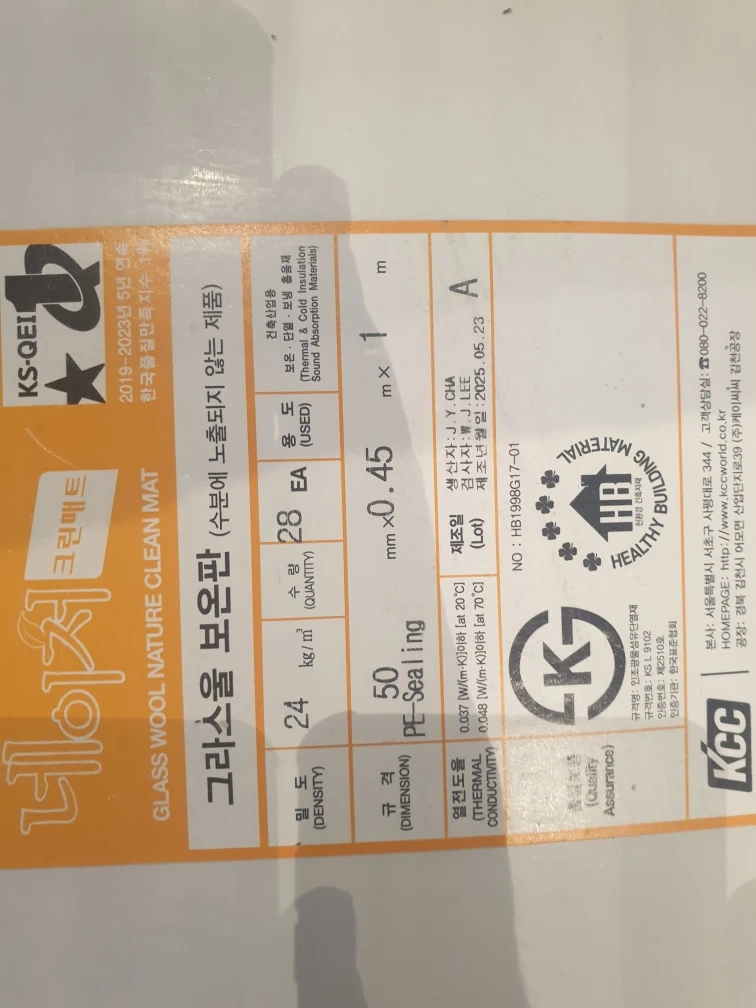 네이처 크린매트
GLASS WOOL NATURE CLEAN MAT
KS-QEI
2019-2023년 5년 연속
한국품질만족지수 1위
그라스울 보온판 (수분에 노출되지 않는 제품)
밀 도
(DENSITY)
24 kg/m³
수 량
(QUANTITY)
28 EA
용 도
(USED)
건축산업용
보온·단열·보냉·흡음재
(Thermal & Cold Insulation
Sound Absorption Materials)
규 격
(DIMENSION)
50 mm × 0.45 m × 1 m
PE-Sealing
열전도율
(THERMAL
CONDUCTIVITY)
0.037 [W/(m·K)]이하 [at 20℃]
0.048 [W/(m·K)]이하 [at 70℃]
제조일
(Lot)
생산자:J.Y.CHA
검사자:W.J.LEE
제조년월일:2025.05.23
A
(Quality
Assurance)
K
규격명: 인조광물섬유단열재
규격번호: KS L 9102
인증번호: 제2510호
인증기관: 한국표준협회
NO : HB1998G17-01
HB
친환경 건축자재
HEALTHY BUILDING MATERIAL
KCC
본사: 서울특별시 서초구 사평대로 344 / 고객상담실: ☎080-022-8200
HOMEPAGE: http://www.kccworld.co.kr
공장: 경북 김천시 어모면 산업단지로39 (주)케이씨씨 김천공장